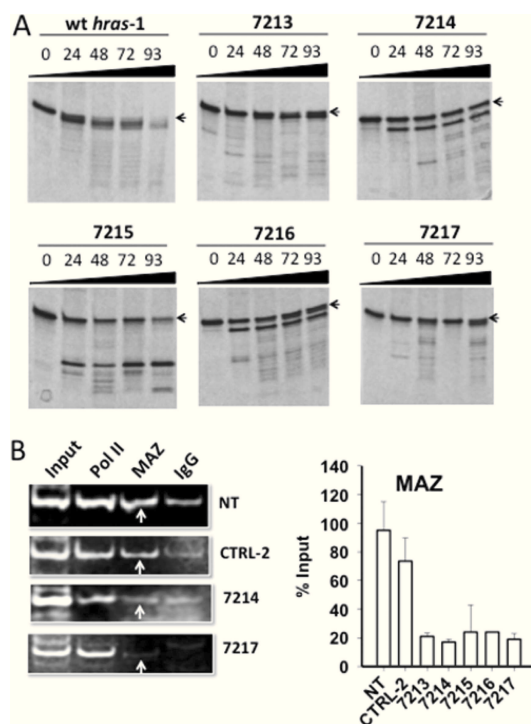 A
wt hras-1 7213 7214
0 24 48 72 93 0 24 48 72 93 0 24 48 72 93
7215 7216 7217
0 24 48 72 93 0 24 48 72 93 0 24 48 72 93
B
Input Pol II MAZ IgG
NT
CTRL-2
7214
7217
MAZ
% Input
140
120
100
80
60
40
20
0
NT CTRL-2 7213 7214 7215 7216 7217